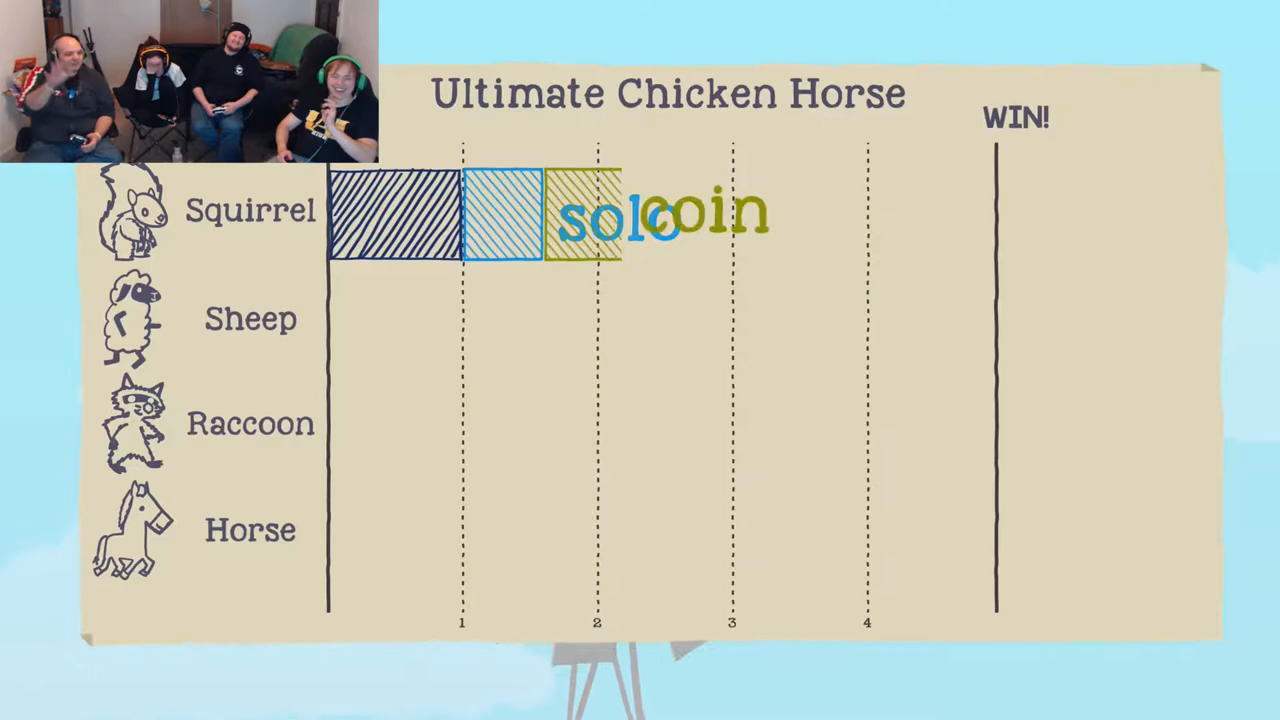 Ultimate Chicken Horse
WIN!
Squirrel
solo
coin
Sheep
Raccoon
Horse
1 2 3 4